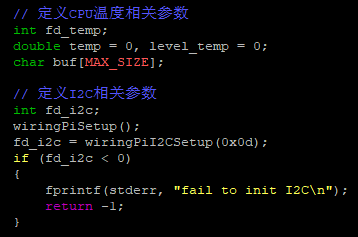 // 定义CPU温度相关参数
int fd_temp;
double temp = 0, level_temp = 0;
char buf[MAX_SIZE];
// 定义I2C相关参数
int fd_i2c;
wiringPiSetup();
fd_i2c = wiringPiI2CSetup(0x0d);
if (fd_i2c < 0)
{
fprintf(stderr, "fail to init I2C\n");
return -1;
}